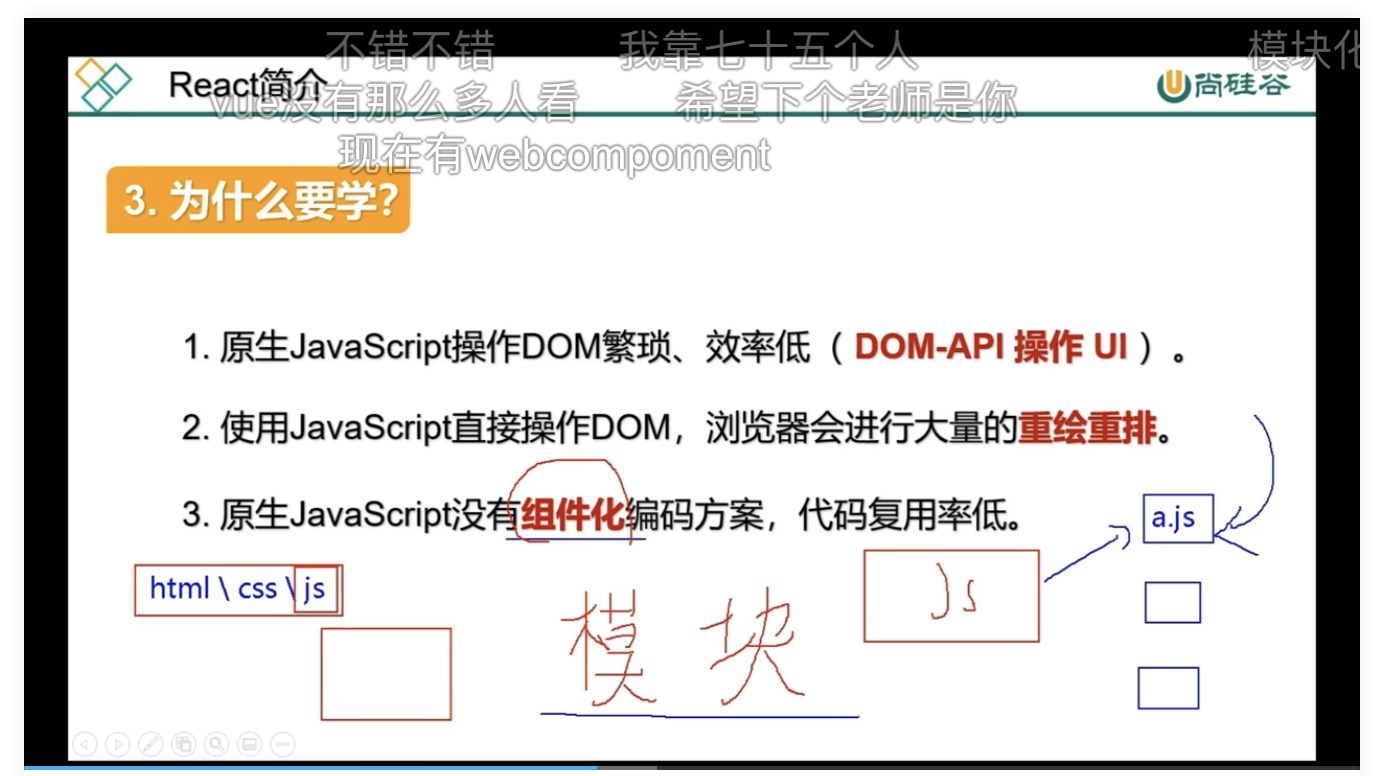 不错不错 我靠七十五个人 模块化
React简介 尚硅谷
vue没有那么多人看 希望下个老师是你
现在有webcompoment
3. 为什么要学？
1. 原生JavaScript操作DOM繁琐、效率低（ DOM-API 操作 UI ）。
2. 使用JavaScript直接操作DOM，浏览器会进行大量的重绘重排。
3. 原生JavaScript没有组件化编码方案，代码复用率低。
a.js
html \ css \ js
模块
js